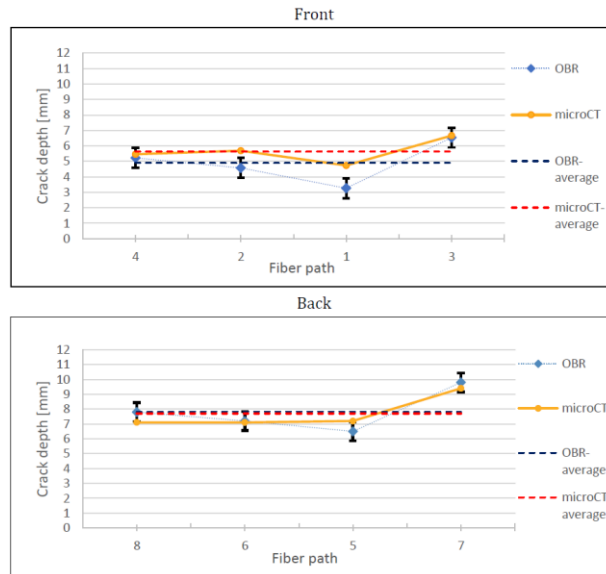 Front
Crack depth [mm]
12
11
10
9
8
7
6
5
4
3
2
1
0
4 2 1 3
Fiber path
OBR
microCT
OBR-
average
microCT-
average
Back
Crack depth [mm]
12
11
10
9
8
7
6
5
4
3
2
1
0
8 6 5 7
Fiber path
OBR
microCT
OBR-
average
microCT-
average